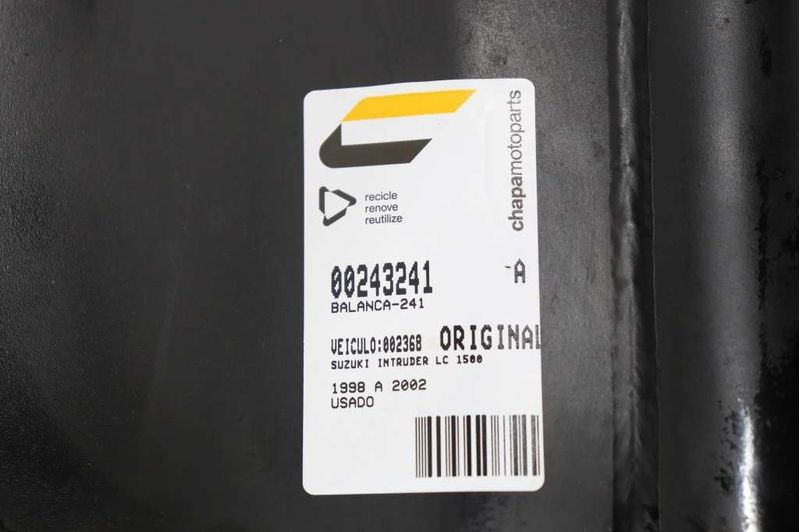 chapamotoparts
recicle
renove
reutilize
00243241 -A
BALANCA-241
VEICULO:002368 ORIGINAL
SUZUKI INTRUDER LC 1500
1998 A 2002
USADO